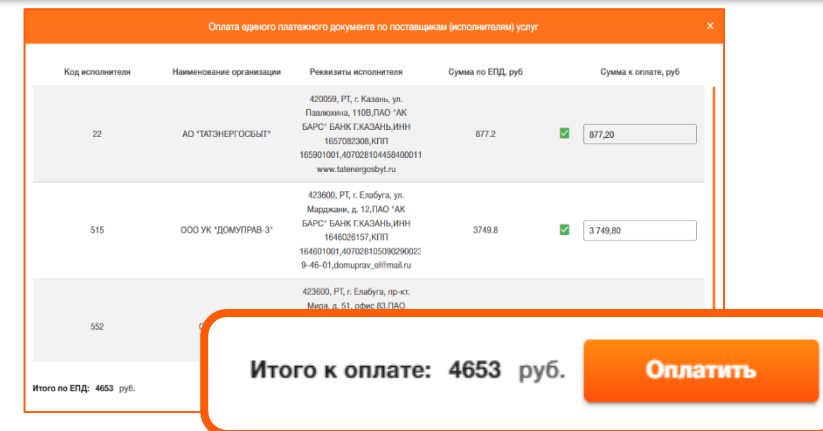 Оплата единого платежного документа по поставщикам (исполнителям) услуг ×
Код исполнителя Наименование организации Реквизиты исполнителя Сумма по ЕПД, руб Сумма к оплате, руб
420059, РТ, г. Казань, ул.
Павлюхина, 110В,ПАО "АК
БАРС" БАНК Г.КАЗАНЬ,ИНН
22 АО "ТАТЭНЕРГОСБЫТ" 1657082308,КПП 877.2 877,20
165901001,407028104458400011
www.tatenergosbyt.ru
423600, РТ, г. Елабуга, ул.
Марджани, д. 12,ПАО "АК
БАРС" БАНК Г.КАЗАНЬ,ИНН
515 ООО УК "ДОМУПРАВ-3" 1646026157,КПП 3749.8 3 749,80
164601001,407028105090290023
9-46-01,domuprav_el@mail.ru
423600, РТ, г. Елабуга, пр-кт.
Мира, д. 51, офис 83,ПАО
552
Итого по ЕПД: 4653 руб.
Итого к оплате: 4653 руб. Оплатить